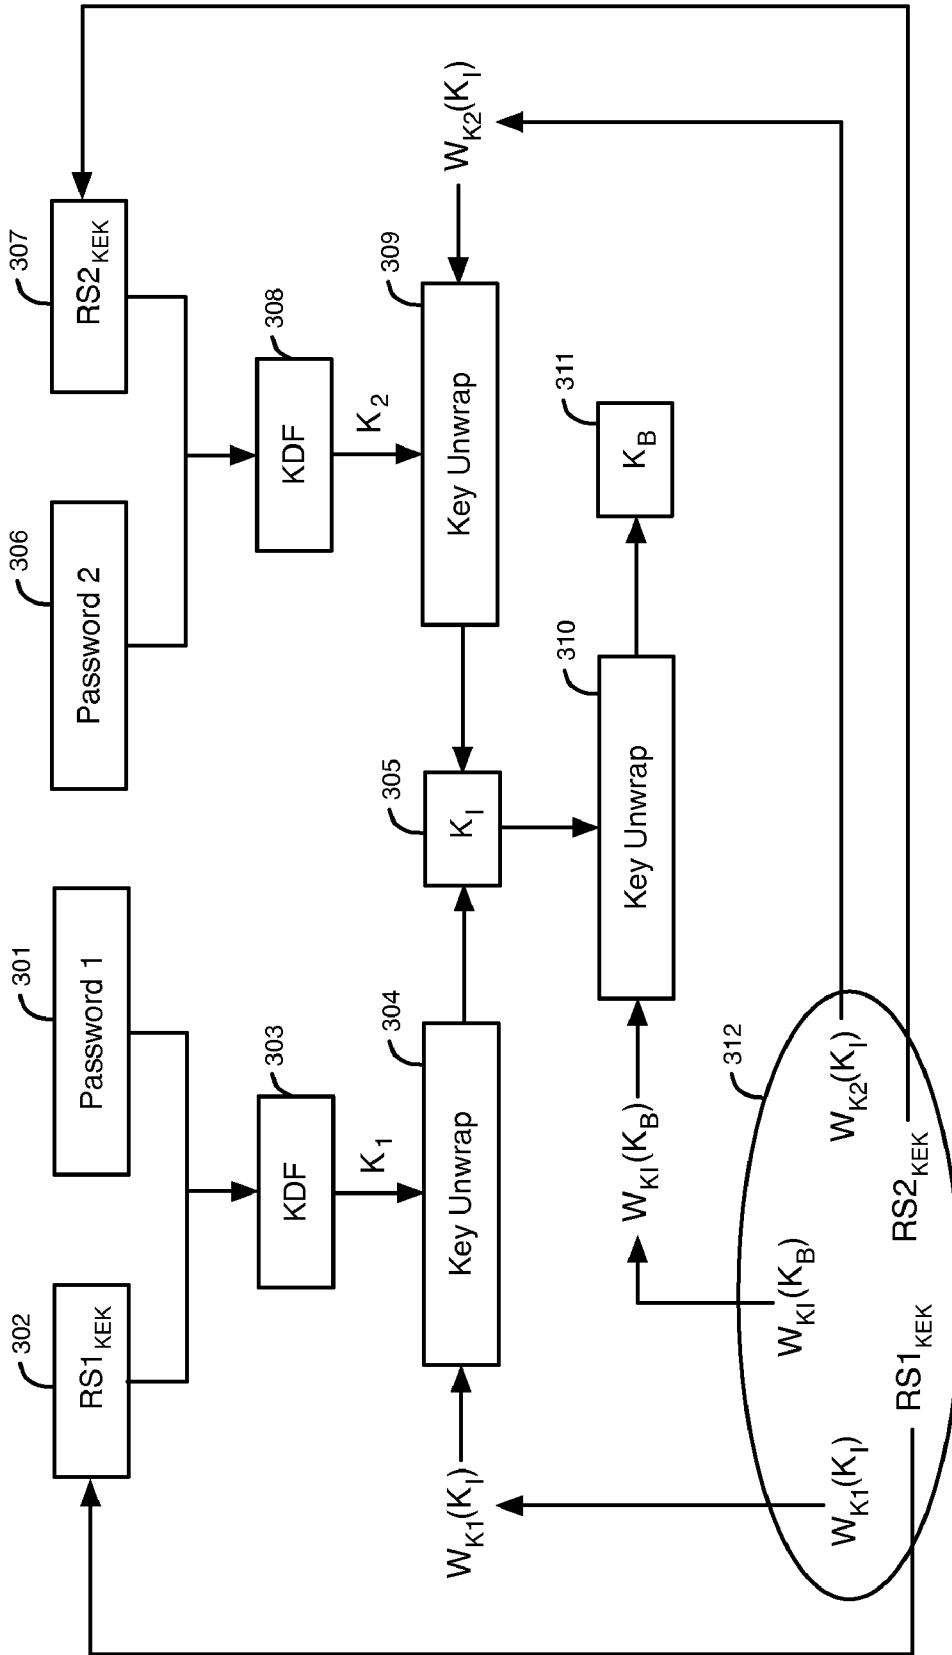 302
RS1KEK
301
Password 1
306
Password 2
307
RS2KEK
303
KDF
308
KDF
K1
K2
WK1(KI)
304
Key Unwrap
305
KI
309
Key Unwrap
WK2(KI)
WKI(KB)
310
Key Unwrap
311
KB
312
WKI(KB)
WK1(KI)
WK2(KI)
RS1KEK
RS2KEK